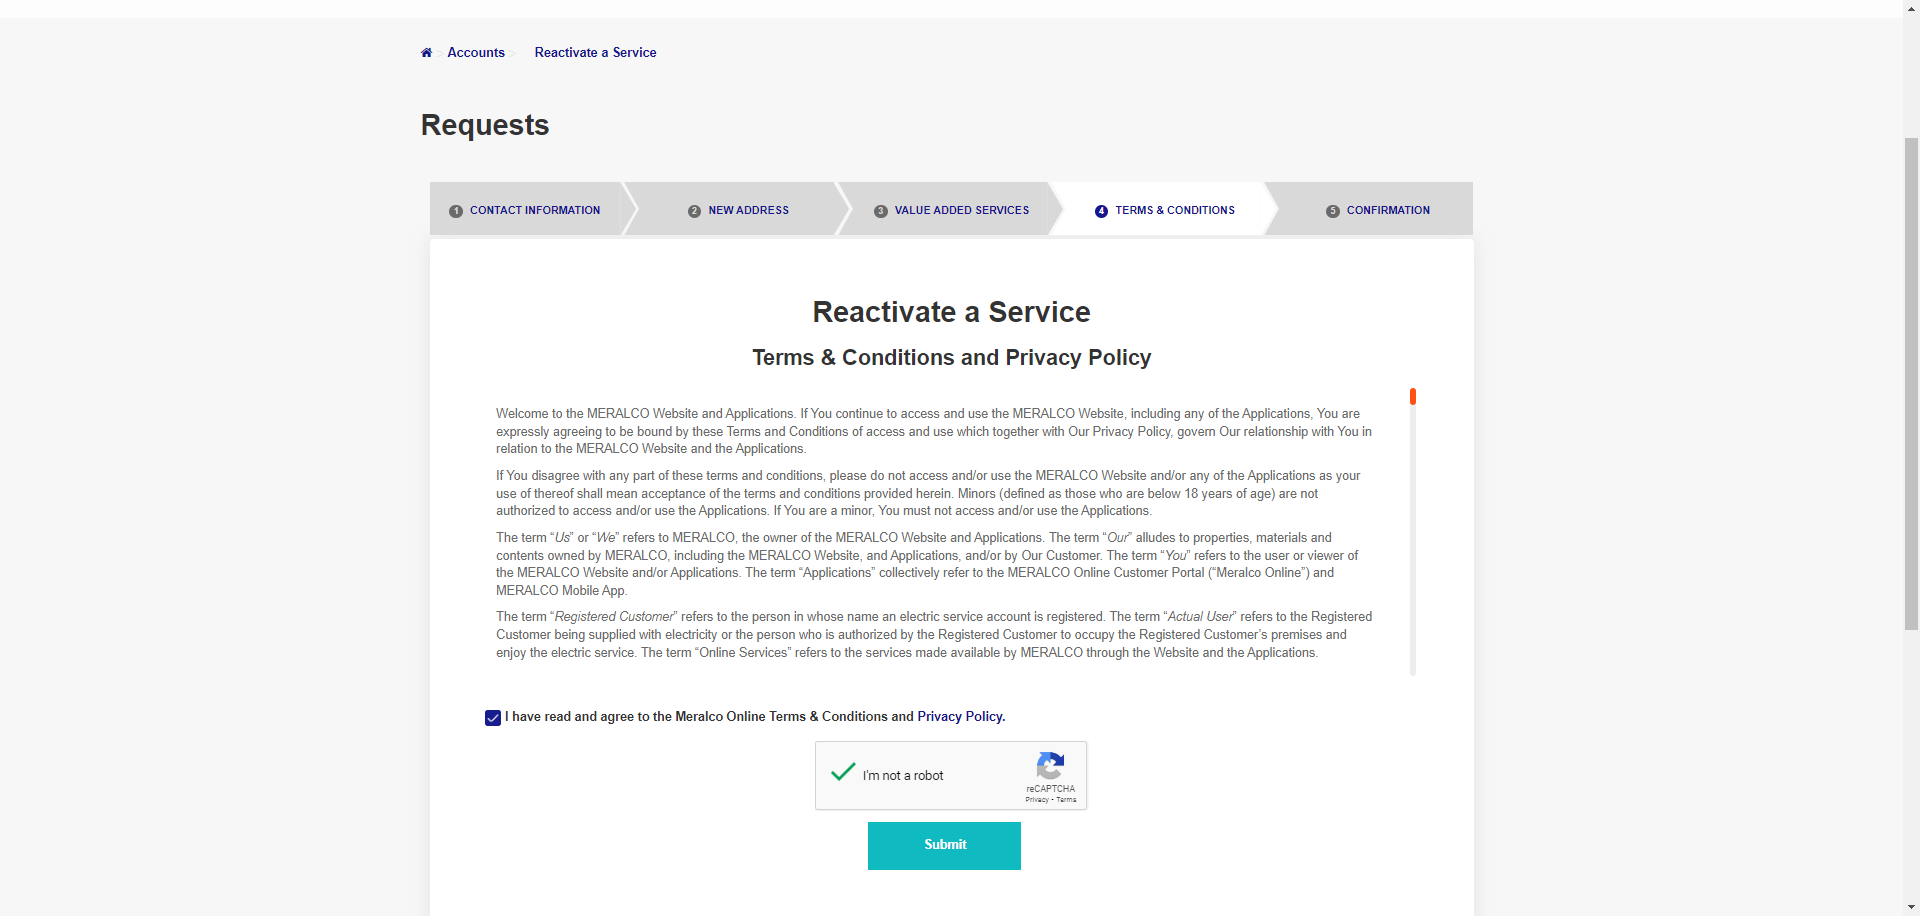 Accounts
Reactivate a Service
Requests
1 CONTACT INFORMATION
2 NEW ADDRESS
3 VALUE ADDED SERVICES
4 TERMS & CONDITIONS
5 CONFIRMATION
Reactivate a Service
Terms & Conditions and Privacy Policy
Welcome to the MERALCO Website and Applications. If You continue to access and use the MERALCO Website, including any of the Applications, You are
expressly agreeing to be bound by these Terms and Conditions of access and use which together with Our Privacy Policy, govern Our relationship with You in
relation to the MERALCO Website and the Applications.
If You disagree with any part of these terms and conditions, please do not access and/or use the MERALCO Website and/or any of the Applications as your
use of thereof shall mean acceptance of the terms and conditions provided herein. Minors (defined as those who are below 18 years of age) are not
authorized to access and/or use the Applications. If You are a minor, You must not access and/or use the Applications.
The term “Us” or “We” refers to MERALCO, the owner of the MERALCO Website and Applications. The term “Our” alludes to properties, materials and
contents owned by MERALCO, including the MERALCO Website, and Applications, and/or by Our Customer. The term “You” refers to the user or viewer of
the MERALCO Website and/or Applications. The term “Applications” collectively refer to the MERALCO Online Customer Portal (“Meralco Online”) and
MERALCO Mobile App.
The term “Registered Customer” refers to the person in whose name an electric service account is registered. The term “Actual User” refers to the Registered
Customer being supplied with electricity or the person who is authorized by the Registered Customer to occupy the Registered Customer’s premises and
enjoy the electric service. The term “Online Services” refers to the services made available by MERALCO through the Website and the Applications.
I have read and agree to the Meralco Online Terms & Conditions and Privacy Policy.
I'm not a robot
reCAPTCHA
Privacy - Terms
Submit